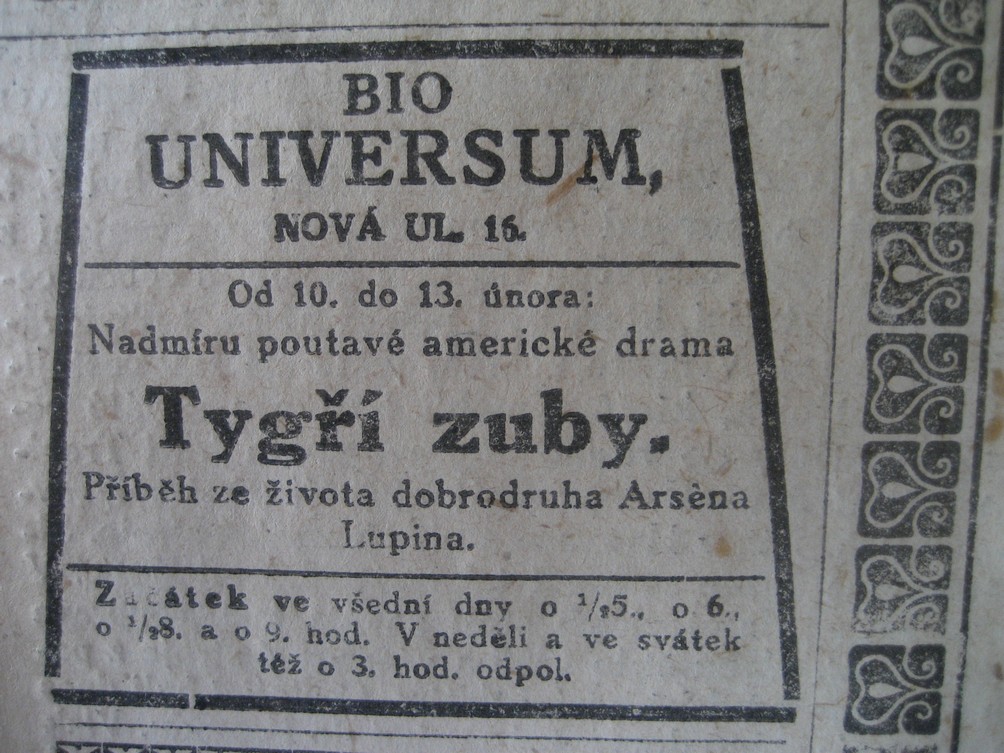 BIO
UNIVERSUM,
NOVÁ UL. 16.
Od 10. do 13. února:
Nadmíru poutavé americké drama
Tygří zuby.
Příběh ze života dobrodruha Arsèna
Lupina.
Začátek ve všední dny o ½5., o 6.,
o ½8. a o 9. hod. V neděli a ve svátek
též o 3. hod. odpol.